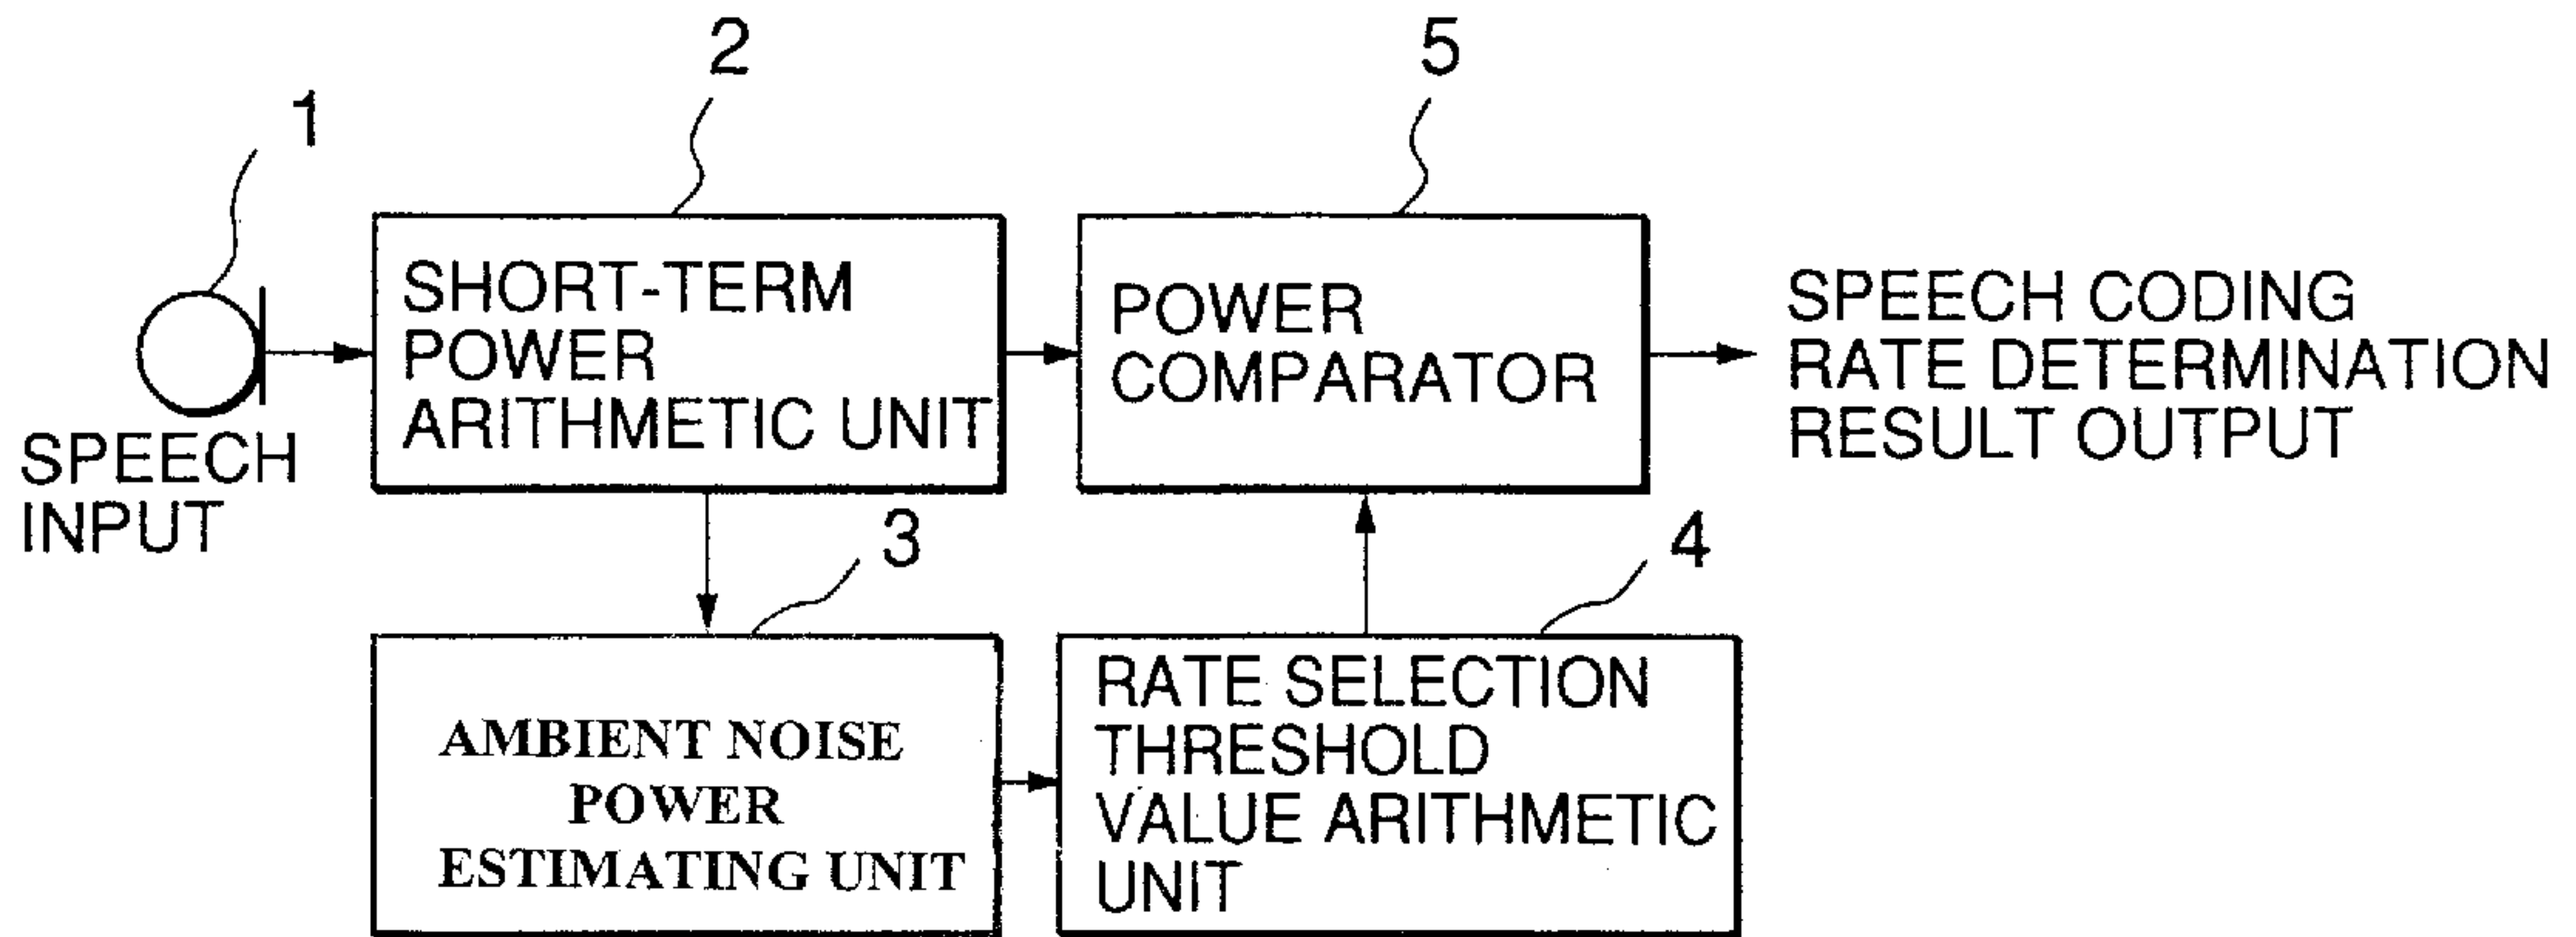 1
SPEECH
INPUT
2
SHORT-TERM
POWER
ARITHMETIC UNIT
5
POWER
COMPARATOR
SPEECH CODING
RATE DETERMINATION
RESULT OUTPUT
3
AMBIENT NOISE
POWER
ESTIMATING UNIT
4
RATE SELECTION
THRESHOLD
VALUE ARITHMETIC
UNIT